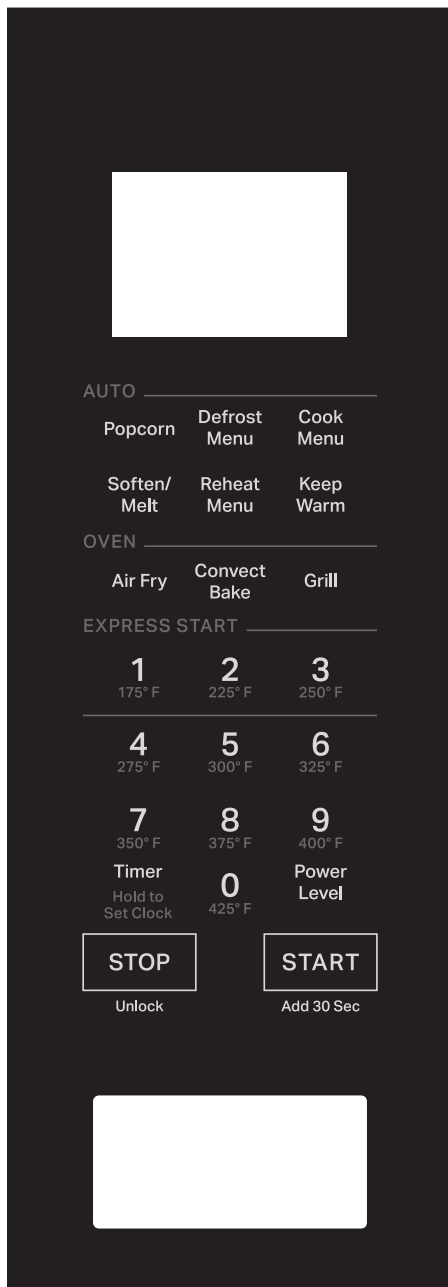 AUTO
Popcorn
Defrost
Menu
Cook
Menu
Soften/
Melt
Reheat
Menu
Keep
Warm
OVEN
Air Fry
Convect
Bake
Grill
EXPRESS START
1
175° F
2
225° F
3
250° F
4
275° F
5
300° F
6
325° F
7
350° F
8
375° F
9
400° F
Timer
Hold to
Set Clock
0
425° F
Power
Level
STOP
Unlock
START
Add 30 Sec